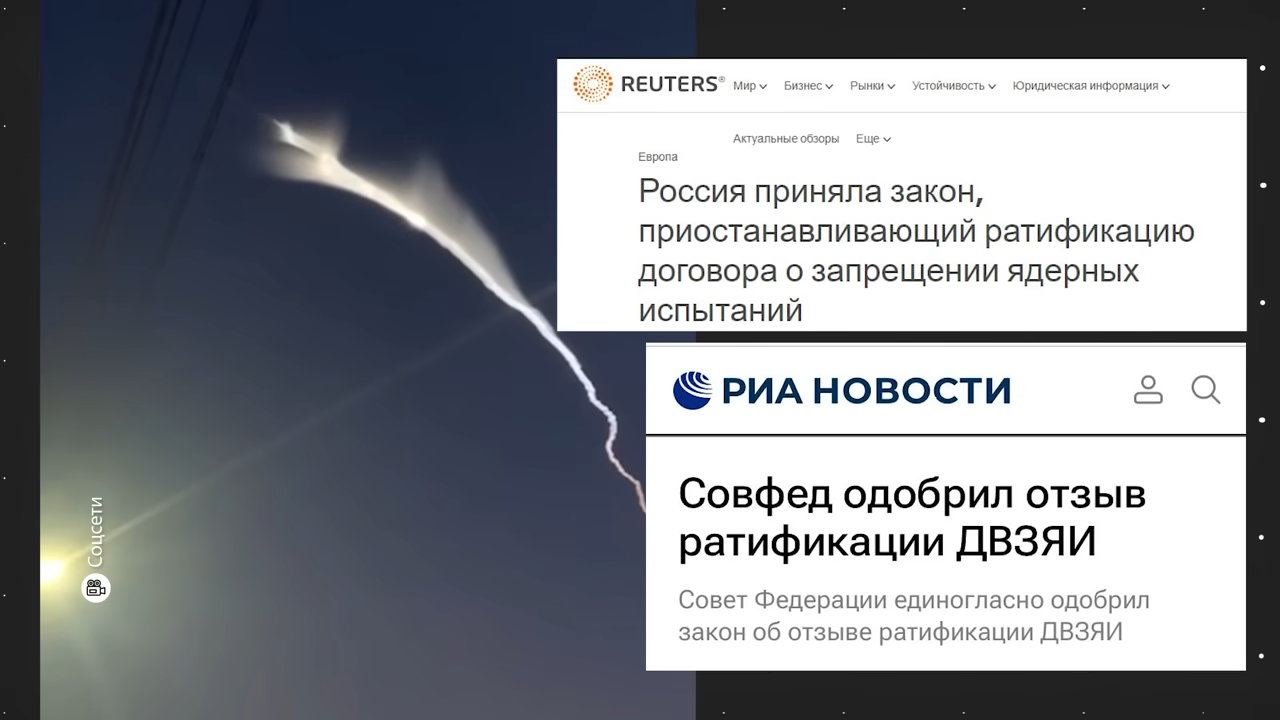 REUTERS®
Мир Бизнес Рынки Устойчивость Юридическая информация
Актуальные обзоры Еще
Европа
Россия приняла закон,
приостанавливающий ратификацию
договора о запрещении ядерных
испытаний
РИА НОВОСТИ
Совфед одобрил отзыв
ратификации ДВЗЯИ
Совет Федерации единогласно одобрил
закон об отзыве ратификации ДВЗЯИ
Соцсети